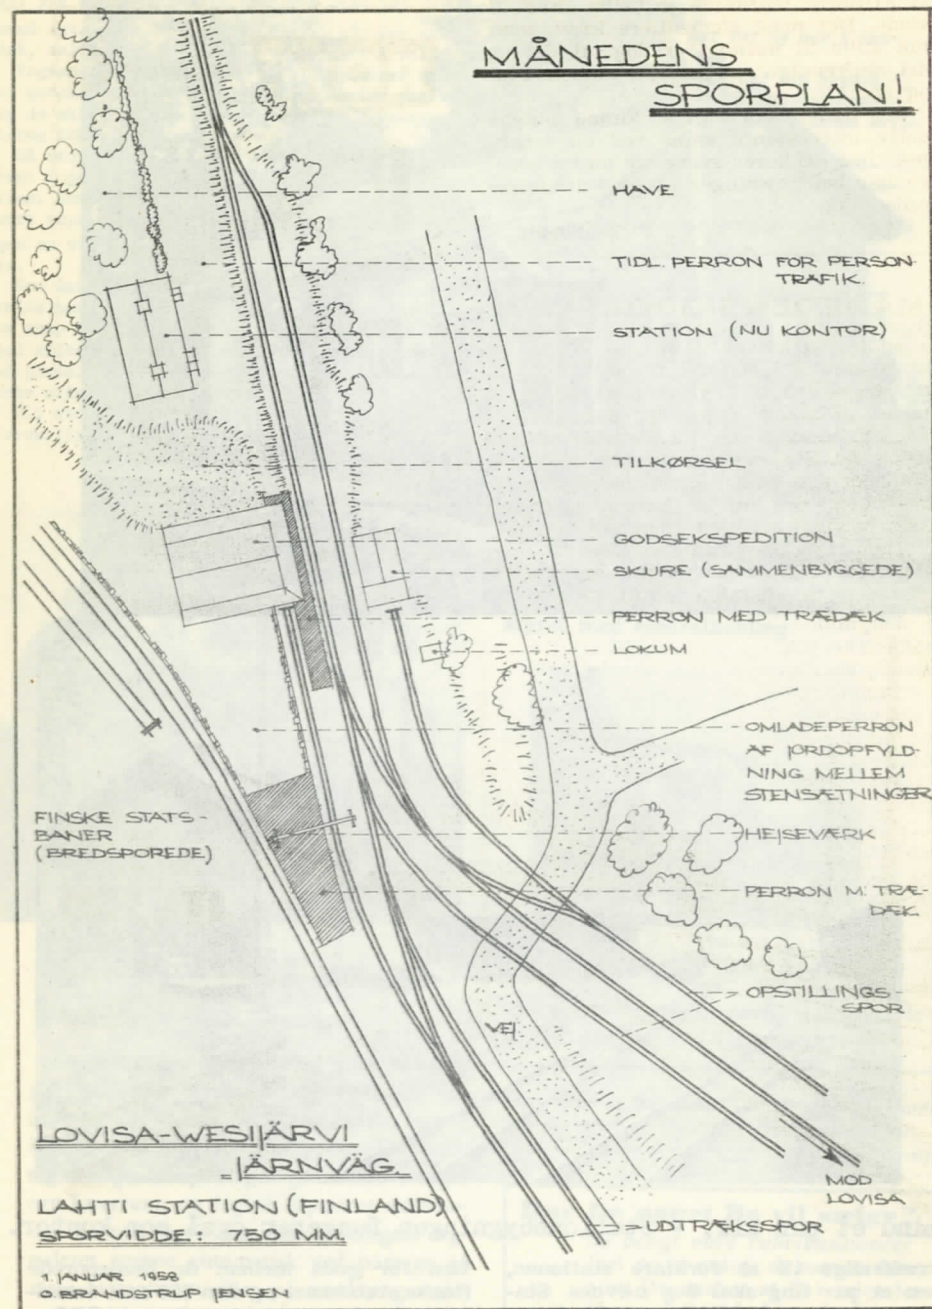 MÅNEDENS
SPORPLAN!
HAVE
TIDL. PERRON FOR PERSON-
TRAFIK.
STATION (NU KONTOR)
TILKØRSEL
GODSEKSPEDITION
SKURE (SAMMENBYGGEDE)
PERRON MED TRÆDÆK
LOKUM
OMLADEPERRON
AF JORDOPFYLD-
NING MELLEM
STENSÆTNINGER
FINSKE STATS-
BANER
(BREDSPOREDE)
HEJSEVÆRK
PERRON M. TRÆ-
DÆK
OPSTILLINGS-
SPOR
VEJ
LOVISA-WESIJÄRVI
JÄRNVÄG.
LAHTI STATION (FINLAND)
SPORVIDDE: 750 MM.
MOD
LOVISA
UDTRÆKSSPOR
1. JANUAR 1958
O. BRANDSTRUP JENSEN